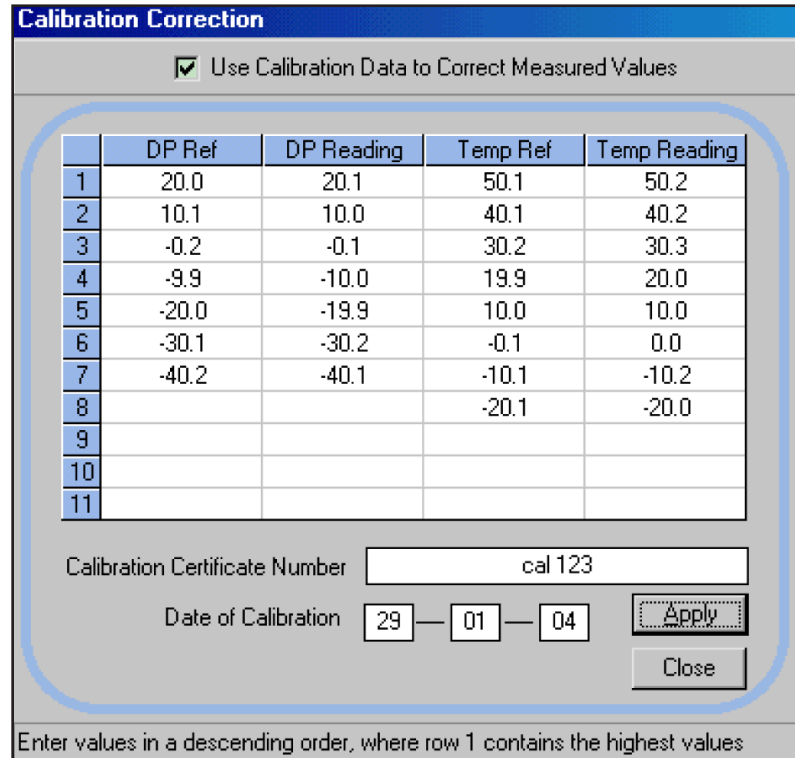 Calibration Correction
Use Calibration Data to Correct Measured Values
DP Ref DP Reading Temp Ref Temp Reading
1 20.0 20.1 50.1 50.2
2 10.1 10.0 40.1 40.2
3 -0.2 -0.1 30.2 30.3
4 -9.9 -10.0 19.9 20.0
5 -20.0 -19.9 10.0 10.0
6 -30.1 -30.2 -0.1 0.0
7 -40.2 -40.1 -10.1 -10.2
8 -20.1 -20.0
9
10
11
Calibration Certificate Number cal 123
Date of Calibration 29 — 01 — 04 Apply
Close
Enter values in a descending order, where row 1 contains the highest values